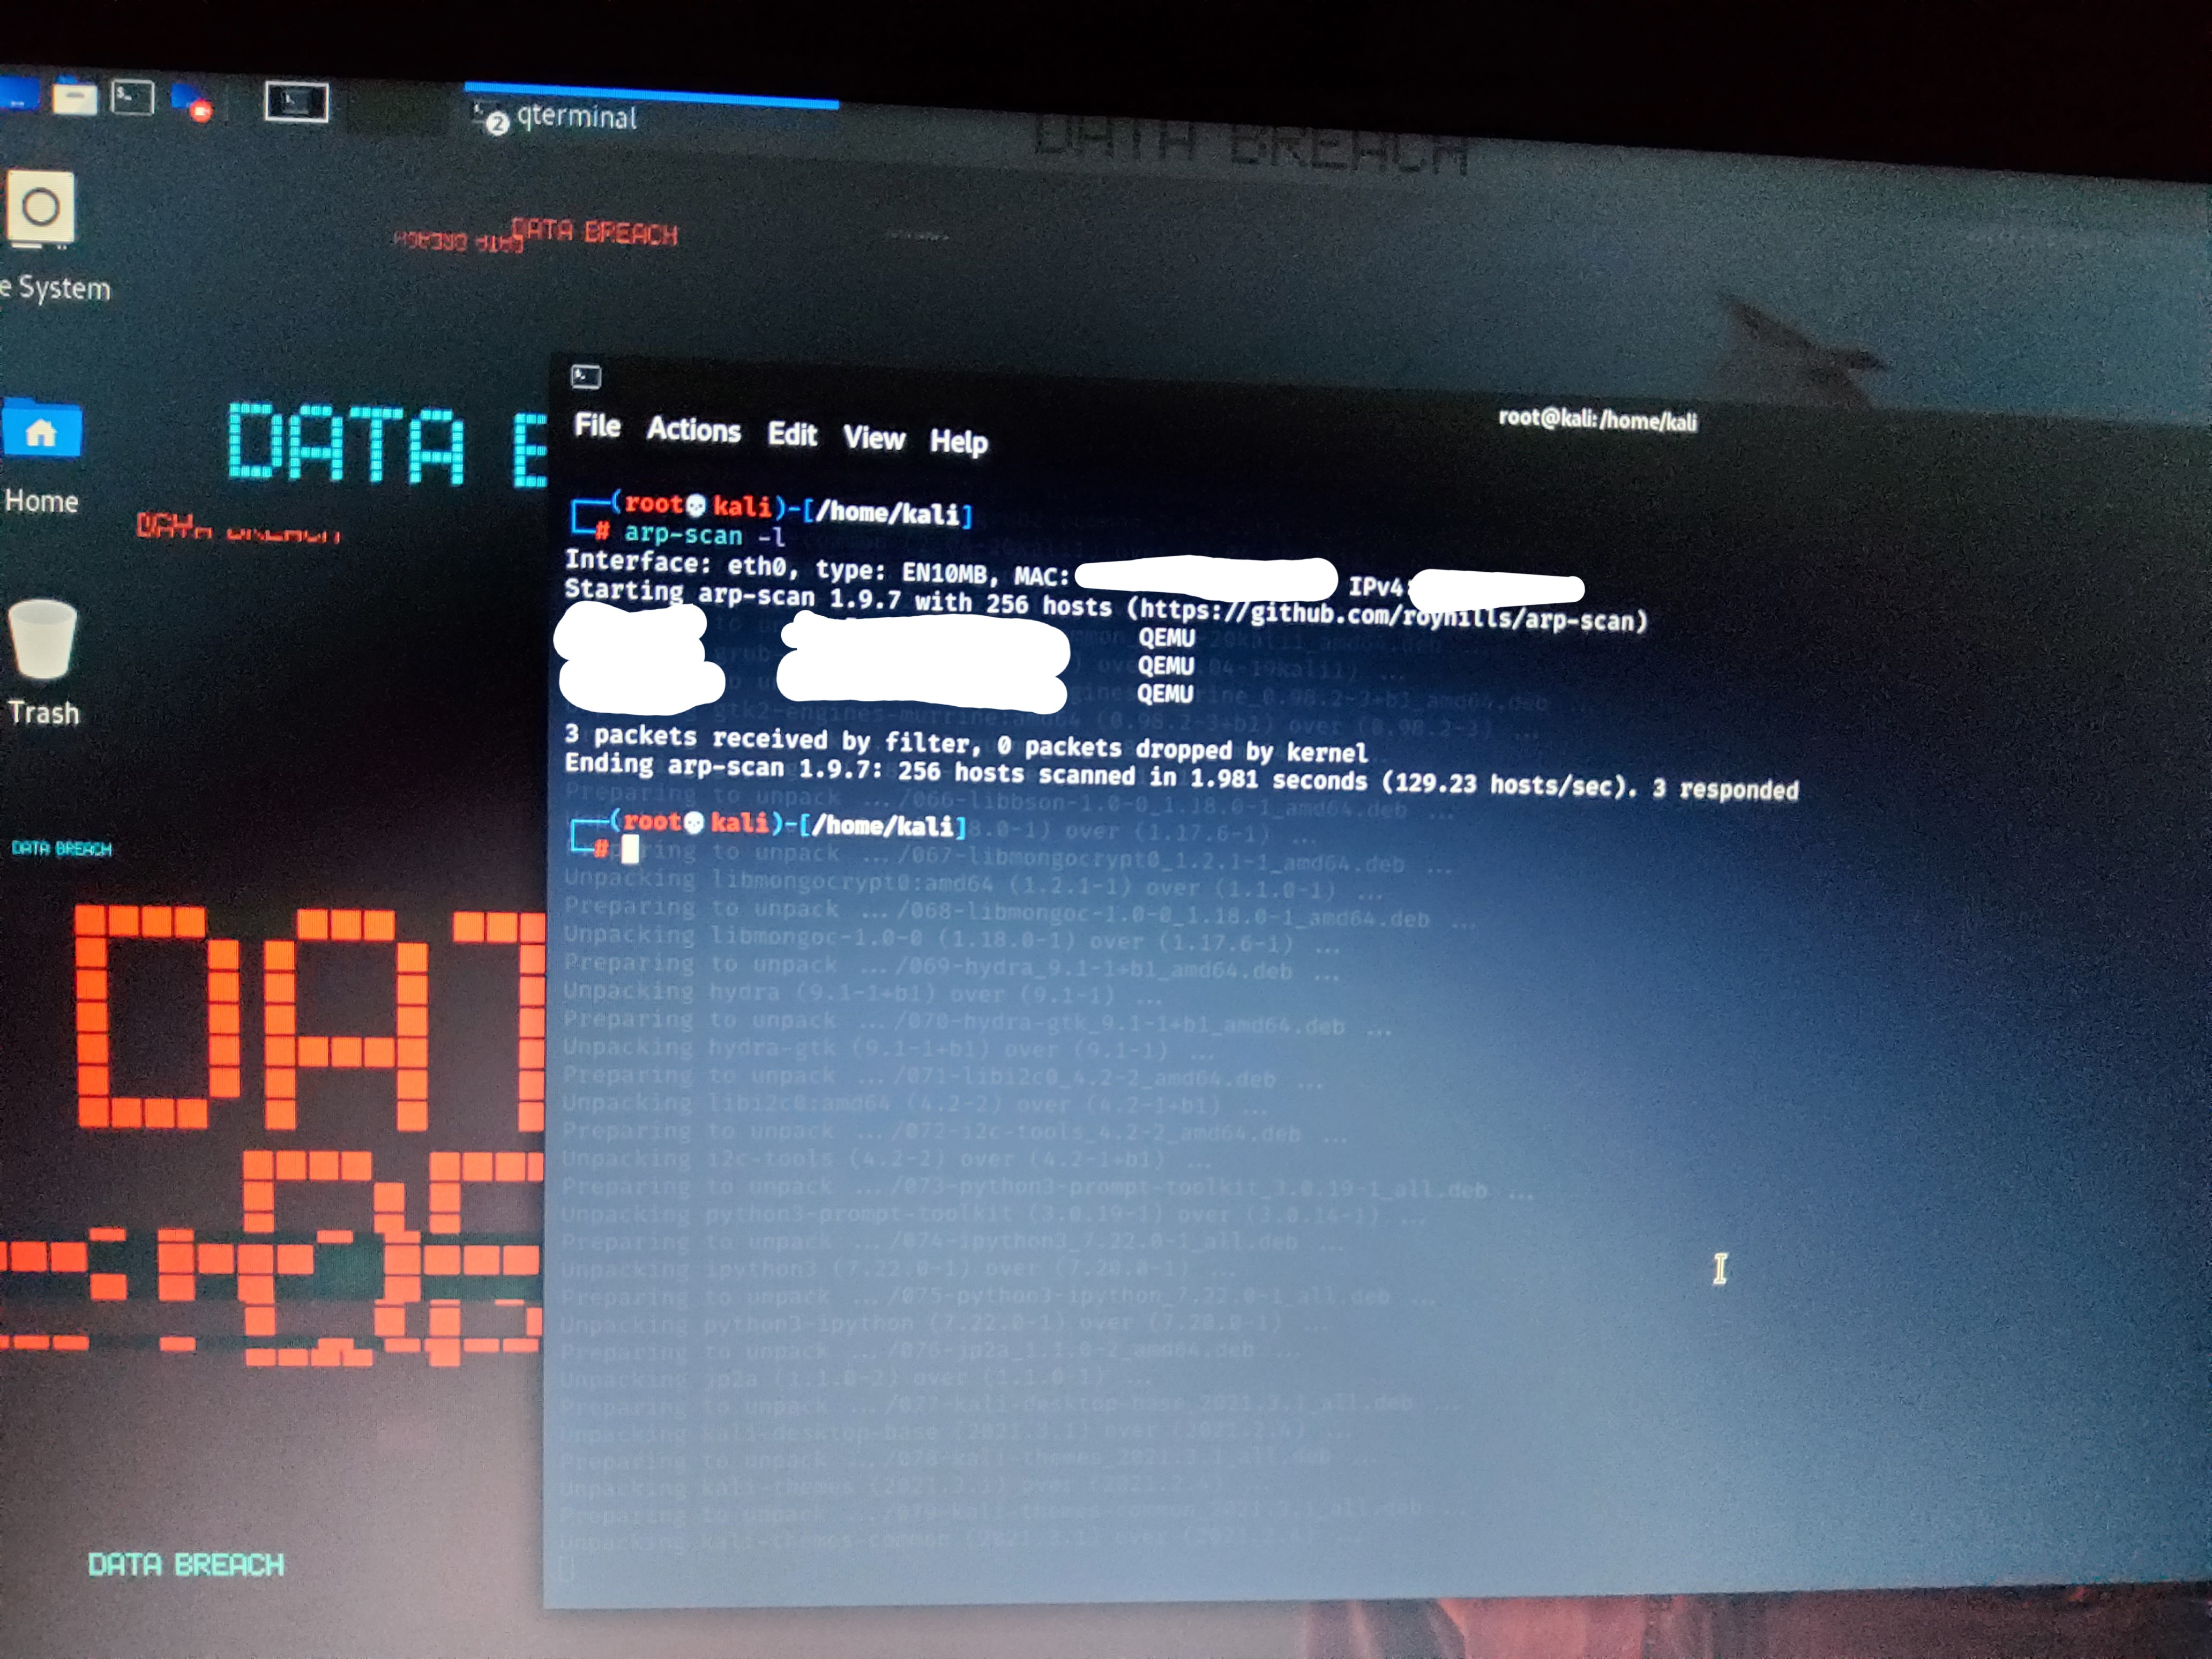 qterminal
DATA BREACH
DATA BREACH
e System
DATA B
Home
Trash
DATA BREACH
DAT
DATA BREACH
root@kali: /home/kali
File Actions Edit View Help
┌──(root💀kali)-[/home/kali]
└─# arp-scan -l
Interface: eth0, type: EN10MB, MAC: IPv4:
Starting arp-scan 1.9.7 with 256 hosts (https://github.com/royhills/arp-scan)
QEMU
QEMU
QEMU
3 packets received by filter, 0 packets dropped by kernel
Ending arp-scan 1.9.7: 256 hosts scanned in 1.981 seconds (129.23 hosts/sec). 3 responded
Preparing to unpack .../066-libbson-1.0-0_1.18.0-1_amd64.deb ...
┌──(root💀kali)-[/home/kali]
8.0-1) over (1.17.6-1) ...
└─#
ring to unpack .../067-libmongocrypt0_1.2.1-1_amd64.deb ...
Unpacking libmongocrypt0:amd64 (1.2.1-1) over (1.1.0-1) ...
Preparing to unpack .../068-libmongoc-1.0-0_1.18.0-1_amd64.deb ...
Unpacking libmongoc-1.0-0 (1.18.0-1) over (1.17.6-1) ...
Preparing to unpack .../069-hydra_9.1-1+b1_amd64.deb ...
Unpacking hydra (9.1-1+b1) over (9.1-1) ...
Preparing to unpack .../070-hydra-gtk_9.1-1+b1_amd64.deb ...
Unpacking hydra-gtk (9.1-1+b1) over (9.1-1) ...
Preparing to unpack .../071-libi2c0_4.2-2_amd64.deb ...
Unpacking libi2c0:amd64 (4.2-2) over (4.2-1+b1) ...
Preparing to unpack .../072-i2c-tools_4.2-2_amd64.deb ...
Unpacking i2c-tools (4.2-2) over (4.2-1+b1) ...
Preparing to unpack .../073-python3-prompt-toolkit_3.0.19-1_all.deb ...
Unpacking python3-prompt-toolkit (3.0.19-1) over (3.0.14-1) ...
Preparing to unpack .../074-ipython3_7.22.0-1_all.deb ...
Unpacking ipython3 (7.22.0-1) over (7.20.0-1) ...
Preparing to unpack .../075-python3-ipython_7.22.0-1_all.deb ...
Unpacking python3-ipython (7.22.0-1) over (7.20.0-1) ...
Preparing to unpack .../076-jp2a_1.1.0-2_amd64.deb ...
Unpacking jp2a (1.1.0-2) over (1.1.0-1) ...
Preparing to unpack .../077-kali-desktop-base_2021.3.1_all.deb ...
Unpacking kali-desktop-base (2021.3.1) over (2021.2.4) ...
Preparing to unpack .../078-kali-themes_2021.3.1_all.deb ...
Unpacking kali-themes (2021.3.1) over (2021.2.4) ...
Preparing to unpack .../079-kali-themes-common_2021.3.1_all.deb ...
Unpacking kali-themes-common (2021.3.1) over (2021.2.4) ...